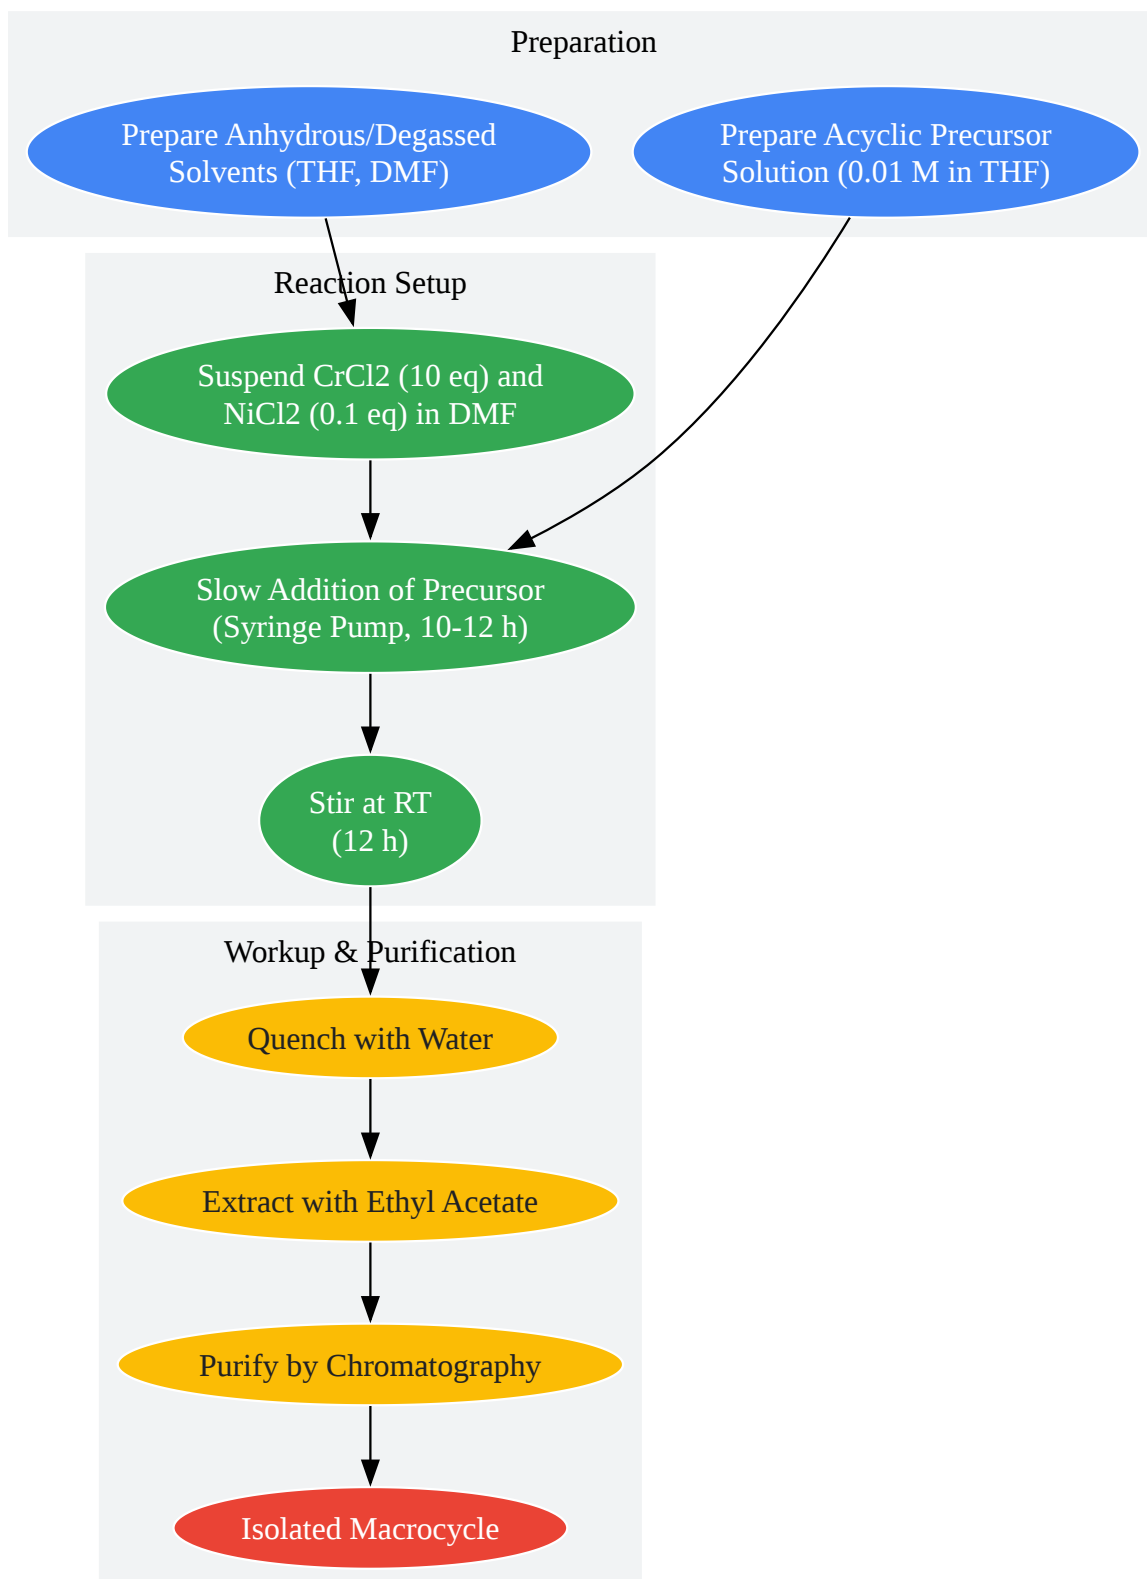 Preparation
Prepare Anhydrous/Degassed
Solvents (THF, DMF)
Prepare Acyclic Precursor
Solution (0.01 M in THF)
Reaction Setup
Suspend CrCl2 (10 eq) and
NiCl2 (0.1 eq) in DMF
Slow Addition of Precursor
(Syringe Pump, 10-12 h)
Stir at RT
(12 h)
Workup & Purification
Quench with Water
Extract with Ethyl Acetate
Purify by Chromatography
Isolated Macrocycle